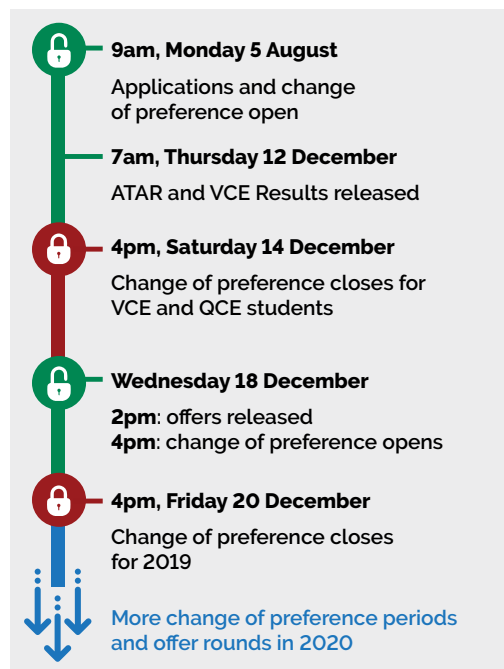 9am, Monday 5 August
Applications and change
of preference open
7am, Thursday 12 December
ATAR and VCE Results released
4pm, Saturday 14 December
Change of preference closes for
VCE and QCE students
Wednesday 18 December
2pm: offers released
4pm: change of preference opens
4pm, Friday 20 December
Change of preference closes
for 2019
More change of preference periods
and offer rounds in 2020